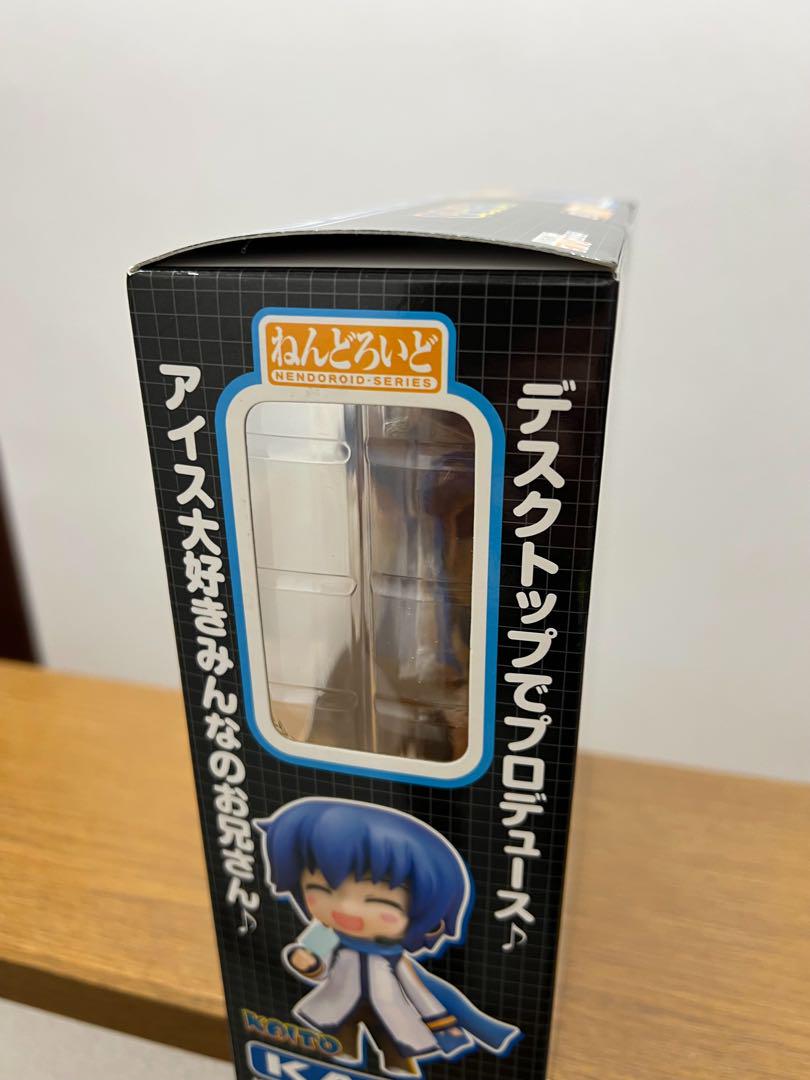 ねんどろいど
NENDOROID-SERIES
デスクトップでプロデュース♪
アイス大好きみんなのお兄さん♪
KAITO